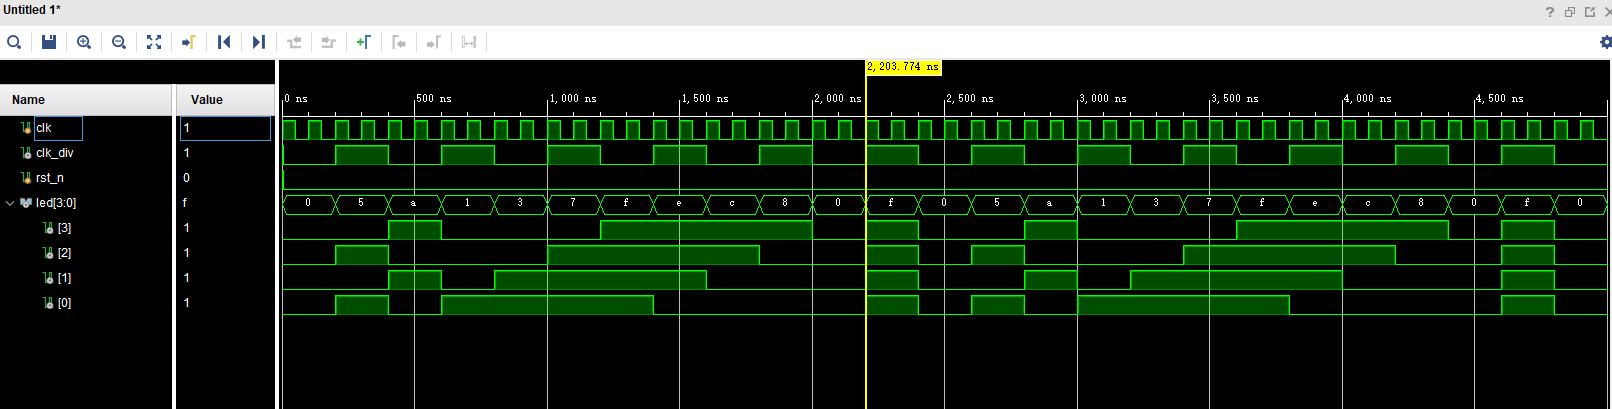 Untitled 1*
2,203.774 ns
Name Value
0 ns 500 ns 1,000 ns 1,500 ns 2,000 ns 2,500 ns 3,000 ns 3,500 ns 4,000 ns 4,500 ns
clk 1
clk_div 1
rst_n 0
led[3:0] f 0 5 a 1 3 7 f e c 8 0 f 0 5 a 1 3 7 f e c 8 0 f 0
[3] 1
[2] 1
[1] 1
[0] 1